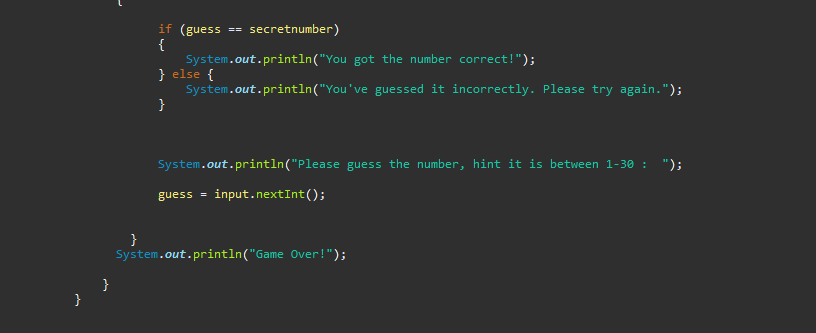 {
if (guess == secretnumber)
{
System.out.println("You got the number correct!");
} else {
System.out.println("You've guessed it incorrectly. Please try again.");
}
System.out.println("Please guess the number, hint it is between 1-30 :  ");
guess = input.nextInt();
}
System.out.println("Game Over!");
}
}